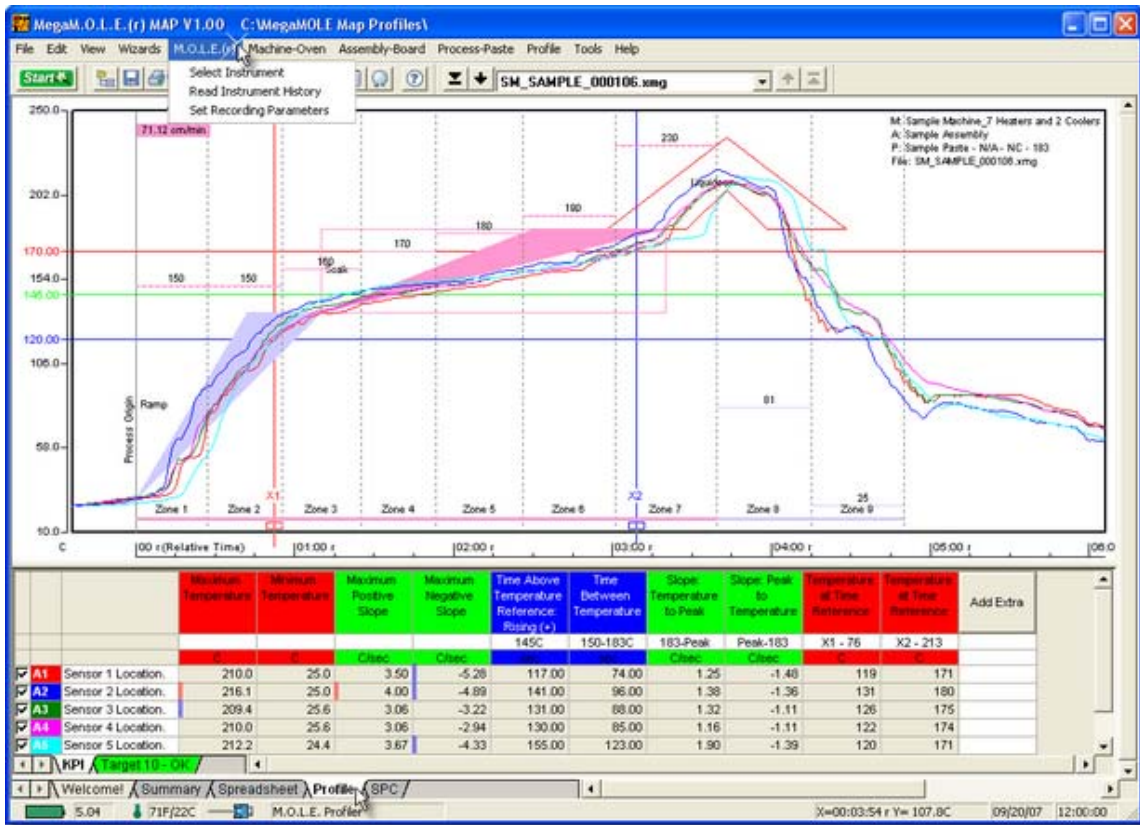 MegaM.O.L.E.(r) MAP V1.00 C:\MegaMOLE Map Profiles\
File Edit View Wizards M.O.L.E.(r) Machine-Oven Assembly-Board Process-Paste Profile Tools Help
Select Instrument
Read Instrument History
Set Recording Parameters
Start
SM_SAMPLE_000106.xmg
250.0
71.12 cm/min
M: Sample Machine_7 Heaters and 2 Coolers
A: Sample Assembly
P: Sample Paste - N/A - NC - 183
File: SM_SAMPLE_000106.xmg
230
Liquidous
202.0
190
180
170
170.00
160
Soak
154.0
150 150
146.00
120.00
106.0
81
Ramp
Process Origin
58.0
25
X1 X2
Zone 1 Zone 2 Zone 3 Zone 4 Zone 5 Zone 6 Zone 7 Zone 8 Zone 9
10.0
C 00 r(Relative Time) 01:00 r 02:00 r 03:00 r 04:00 r 05:00 r 06:0
Maximum Temperature Minimum Temperature Maximum Positive Slope Maximum Negative Slope Time Above Temperature Reference: Rising (+) Time Between Temperature Slope: Temperature to Peak Slope: Peak to Temperature Temperature at Time Reference Temperature at Time Reference Add Extra
145C 150-183C 183-Peak Peak-183 X1 - 76 X2 - 213
C C C/sec C/sec C/sec C/sec C C
A1 Sensor 1 Location. 210.0 25.0 3.50 -5.28 117.00 74.00 1.25 -1.48 119 171
A2 Sensor 2 Location. 216.1 25.0 4.00 -4.89 141.00 96.00 1.38 -1.36 131 180
A3 Sensor 3 Location. 209.4 25.6 3.06 -3.22 131.00 88.00 1.32 -1.11 126 175
A4 Sensor 4 Location. 210.0 25.6 3.06 -2.94 130.00 85.00 1.16 -1.11 122 174
A5 Sensor 5 Location. 212.2 24.4 3.67 -4.33 155.00 123.00 1.90 -1.39 120 171
KPI Target 10 - OK
Welcome! Summary Spreadsheet Profile SPC
5.04 71F/22C M.O.L.E. Profiler X=00:03:54 r Y= 107.8C 09/20/07 12:00:00